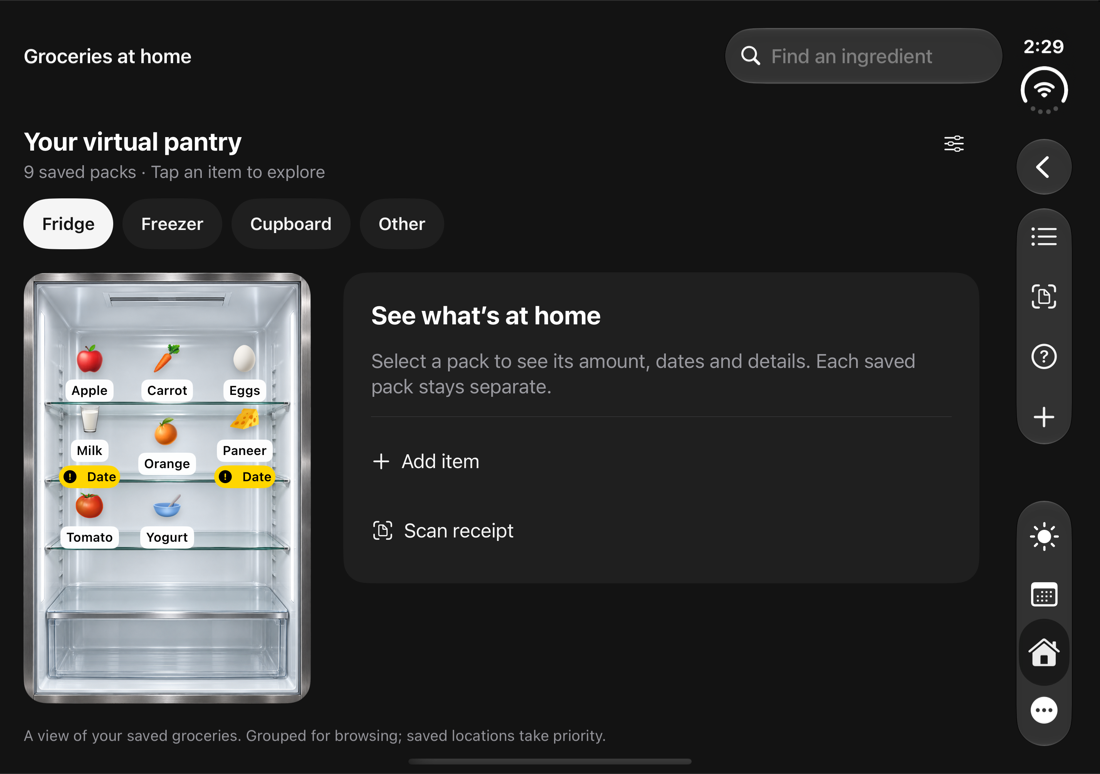 Groceries at home
Find an ingredient
2:29
Your virtual pantry
9 saved packs · Tap an item to explore
Fridge
Freezer
Cupboard
Other
Apple
Carrot
Eggs
Milk
Orange
Paneer
! Date
! Date
Tomato
Yogurt
See what’s at home
Select a pack to see its amount, dates and details. Each saved
pack stays separate.
+ Add item
Scan receipt
?
A view of your saved groceries. Grouped for browsing; saved locations take priority.